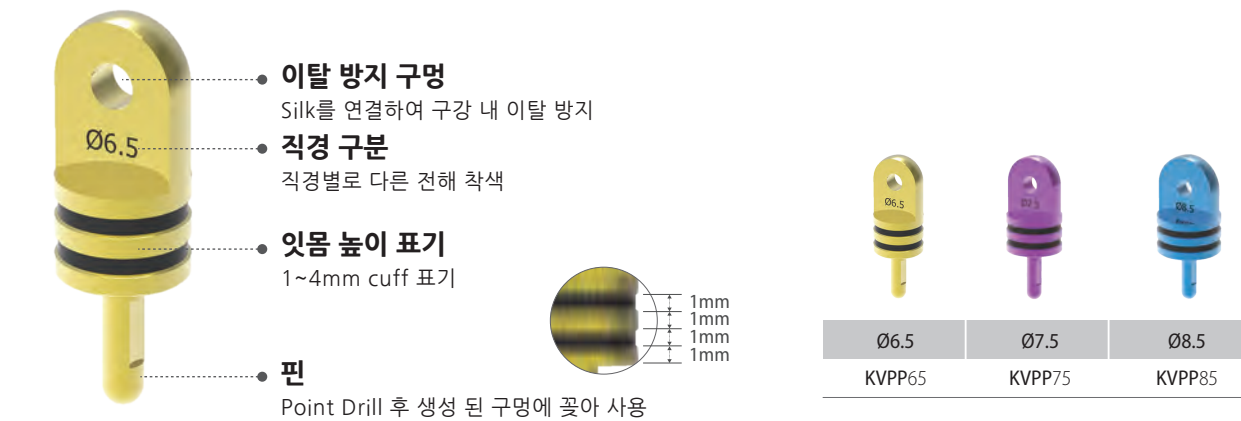 이탈 방지 구멍
Silk를 연결하여 구강 내 이탈 방지
Ø6.5
직경 구분
직경별로 다른 전해 착색
잇몸 높이 표기
1~4mm cuff 표기
1mm
1mm
1mm
1mm
핀
Point Drill 후 생성 된 구멍에 꽂아 사용
Ø6.5
Ø7.5
Ø8.5
Ø6.5 Ø7.5 Ø8.5
KVPP65 KVPP75 KVPP85